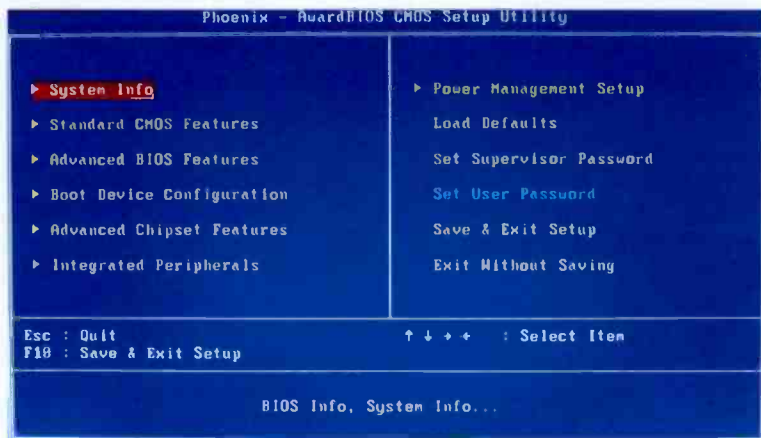 Phoenix - AwardBIOS CMOS Setup Utility
▶ System Info
▶ Standard CMOS Features
▶ Advanced BIOS Features
▶ Boot Device Configuration
▶ Advanced Chipset Features
▶ Integrated Peripherals
▶ Power Management Setup
Load Defaults
Set Supervisor Password
Set User Password
Save & Exit Setup
Exit Without Saving
Esc : Quit
F10 : Save & Exit Setup
↑ ↓ → ← : Select Item
BIOS Info, System Info...